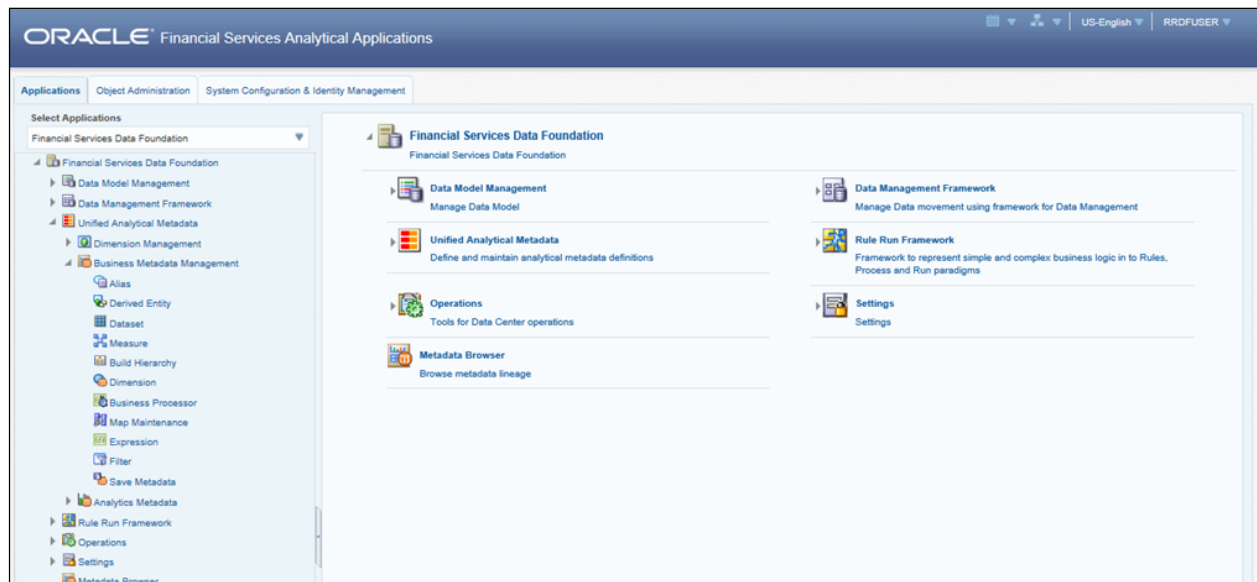 ORACLE® Financial Services Analytical Applications
US-English
RRDFUSER
Applications
Object Administration
System Configuration & Identity Management
Select Applications
Financial Services Data Foundation
Financial Services Data Foundation
Data Model Management
Data Management Framework
Unified Analytical Metadata
Dimension Management
Business Metadata Management
Alias
Derived Entity
Dataset
Measure
Build Hierarchy
Dimension
Business Processor
Map Maintenance
Expression
Filter
Save Metadata
Analytics Metadata
Rule Run Framework
Operations
Settings
Metadata Browser
Financial Services Data Foundation
Financial Services Data Foundation
Data Model Management
Manage Data Model
Data Management Framework
Manage Data movement using framework for Data Management
Unified Analytical Metadata
Define and maintain analytical metadata definitions
Rule Run Framework
Framework to represent simple and complex business logic in to Rules,
Process and Run paradigms
Operations
Tools for Data Center operations
Settings
Settings
Metadata Browser
Browse metadata lineage